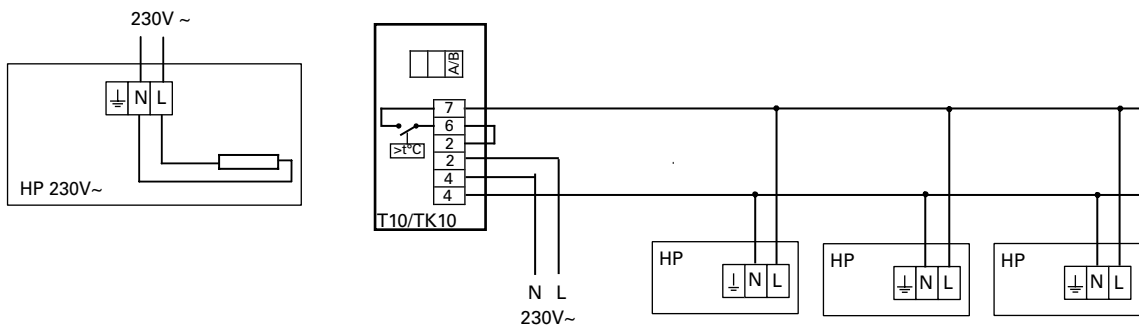 230V ~
N L
HP 230V~
A/B
7
6
2
2
4
4
>t°C
T10/TK10
N L
230V~
HP
N L
HP
N L
HP
N L